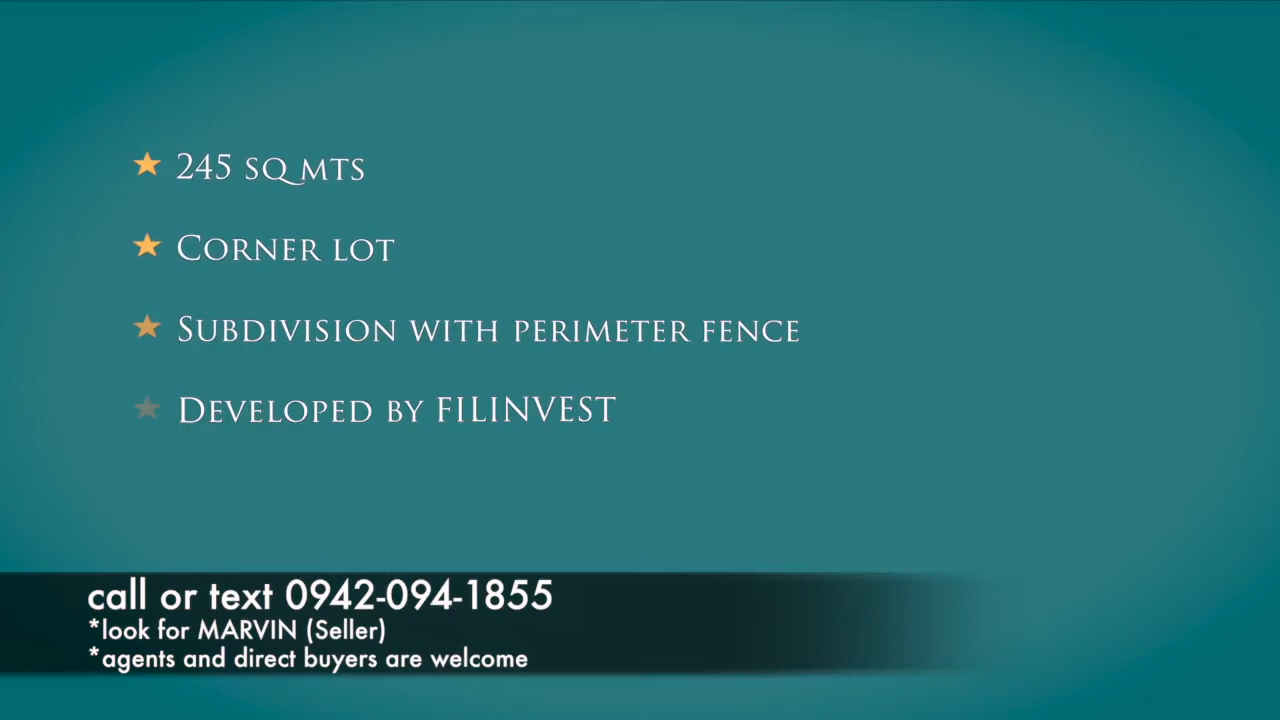 245 SQ MTS
CORNER LOT
SUBDIVISION WITH PERIMETER FENCE
DEVELOPED BY FILINVEST
call or text 0942-094-1855
*look for MARVIN (Seller)
*agents and direct buyers are welcome